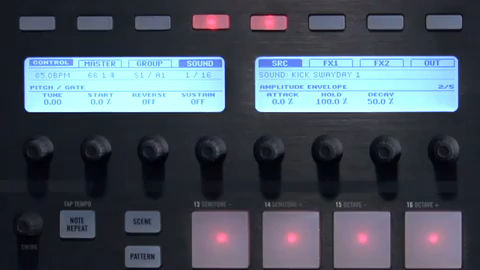 CONTROL MASTER GROUP SOUND
85.08PM 66.1 # S1 / A1 1 / 16
PITCH / GATE
TUNE START REVERSE SUSTAIN
0.00 0.0 % OFF OFF
SRC FX1 FX2 OUT
SOUND: KICK SWAYDAY 1
AMPLITUDE ENVELOPE 2/5
ATTACK HOLD DECAY
0.0 % 100.0 % 50.0 %
TAP TEMPO
NOTE REPEAT
SCENE
PATTERN
SWING
13 SEMITONE -
14 SEMITONE +
15 OCTAVE -
16 OCTAVE +